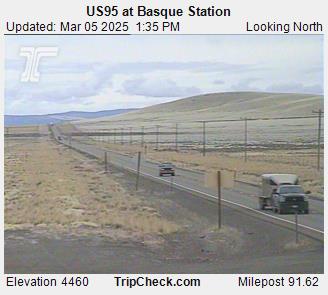 US95 at Basque Station
Updated: Mar 05 2025 1:35 PM Looking North
Elevation 4460 TripCheck.com Milepost 91.62